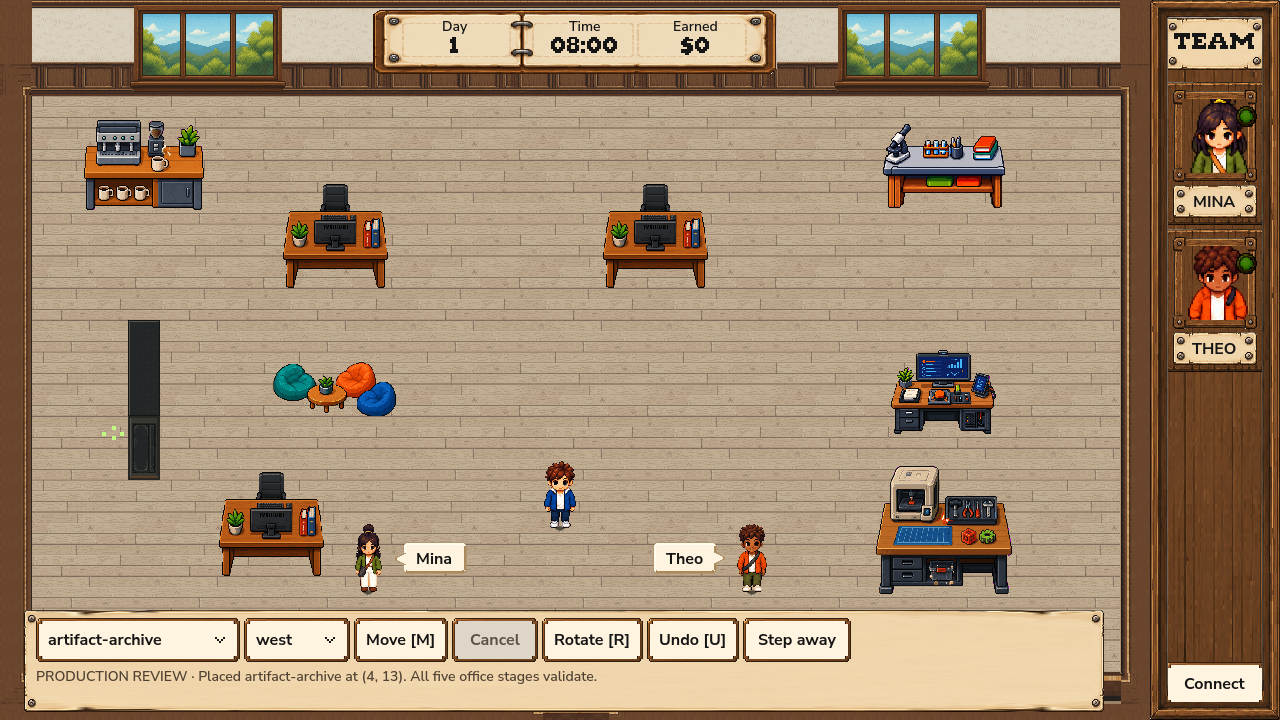 Day
1
Time
08:00
Earned
$0
TEAM
MINA
THEO
Mina
Theo
artifact-archive
west
Move [M]
Cancel
Rotate [R]
Undo [U]
Step away
PRODUCTION REVIEW · Placed artifact-archive at (4, 13). All five office stages validate.
Connect